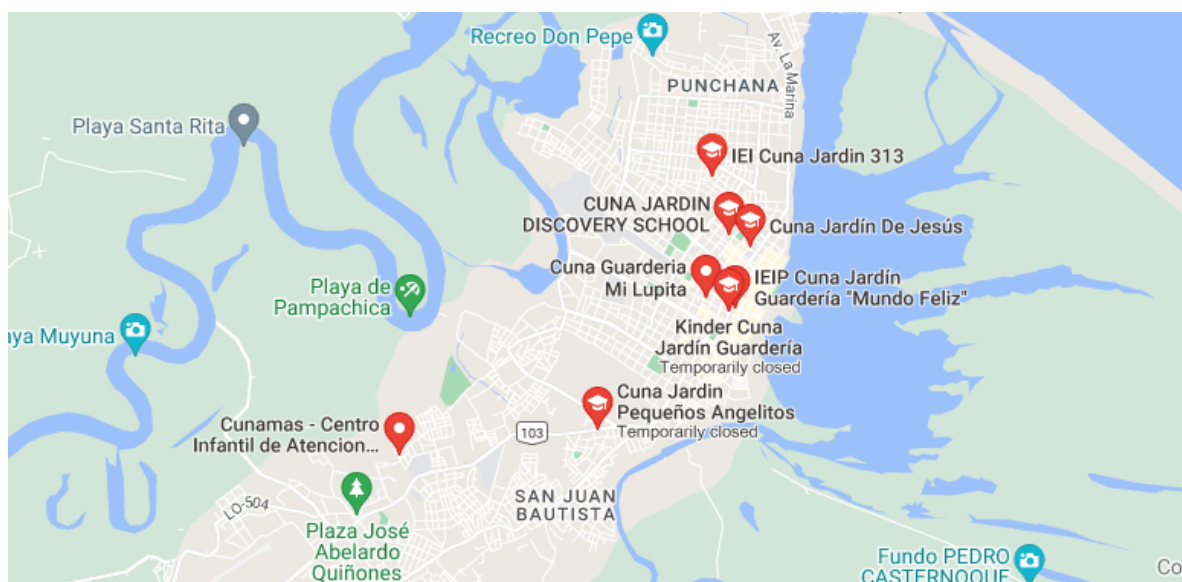 Recreo Don Pepe
Av. La Marina
PUNCHANA
Playa Santa Rita
IEI Cuna Jardin 313
CUNA JARDIN
DISCOVERY SCHOOL
Cuna Jardín De Jesús
Cuna Guarderia
Mi Lupita
IEIP Cuna Jardín
Guardería "Mundo Feliz"
Playa de
Pampachica
aya Muyuna
Kinder Cuna
Jardín Guardería
Temporarily closed
Cuna Jardin
Pequeños Angelitos
Temporarily closed
Cunamas - Centro
Infantil de Atencion...
103
LO-504
SAN JUAN
BAUTISTA
Plaza José
Abelardo
Quiñones
Fundo PEDRO
CASTERNOQUE
Co